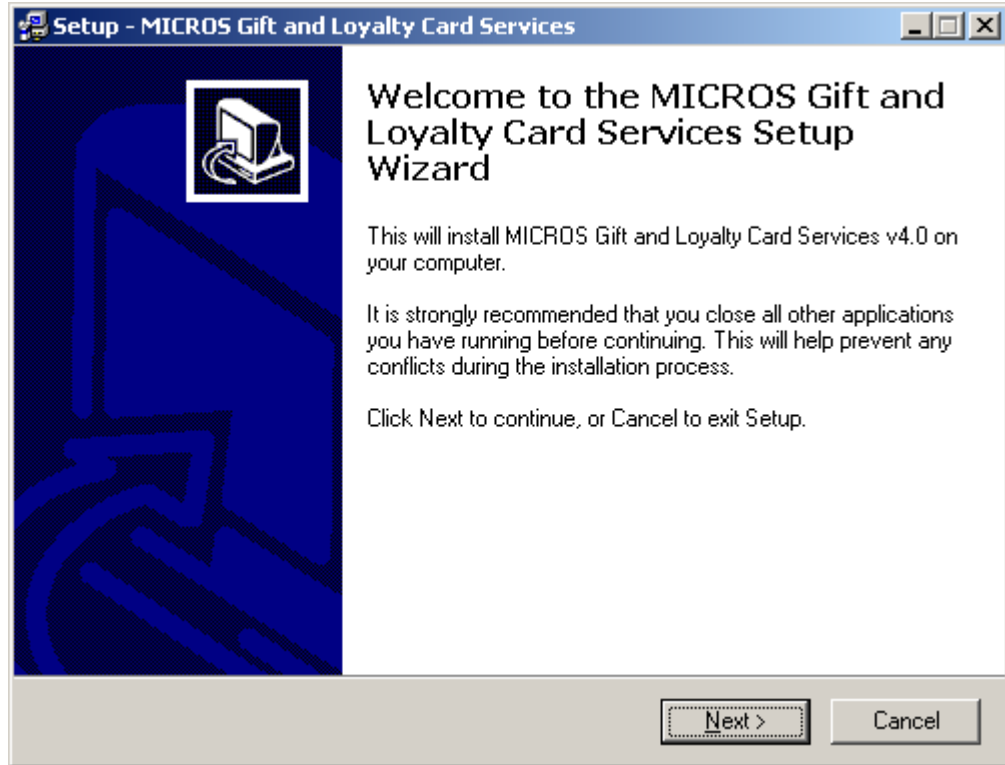 Setup - MICROS Gift and Loyalty Card Services
Welcome to the MICROS Gift and
Loyalty Card Services Setup
Wizard
This will install MICROS Gift and Loyalty Card Services v4.0 on
your computer.
It is strongly recommended that you close all other applications
you have running before continuing. This will help prevent any
conflicts during the installation process.
Click Next to continue, or Cancel to exit Setup.
Next >
Cancel